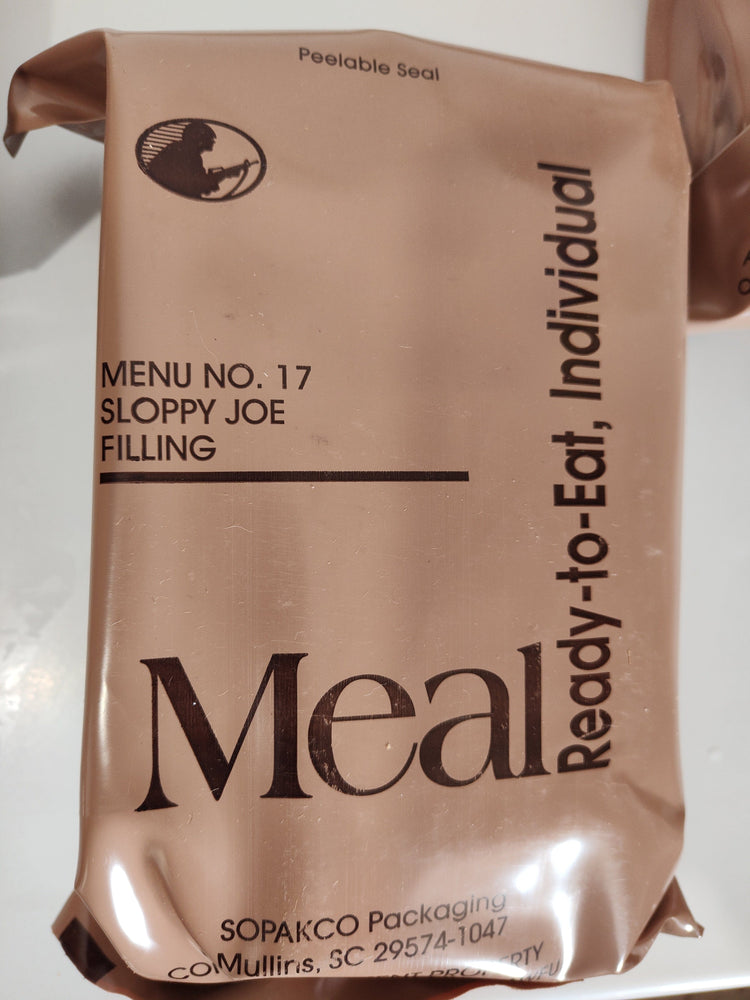 Peelable Seal
MENU NO. 17
SLOPPY JOE
FILLING
Meal
Ready-to-Eat, Individual
SOPAKCO Packaging
Mullins, SC 29574-1047